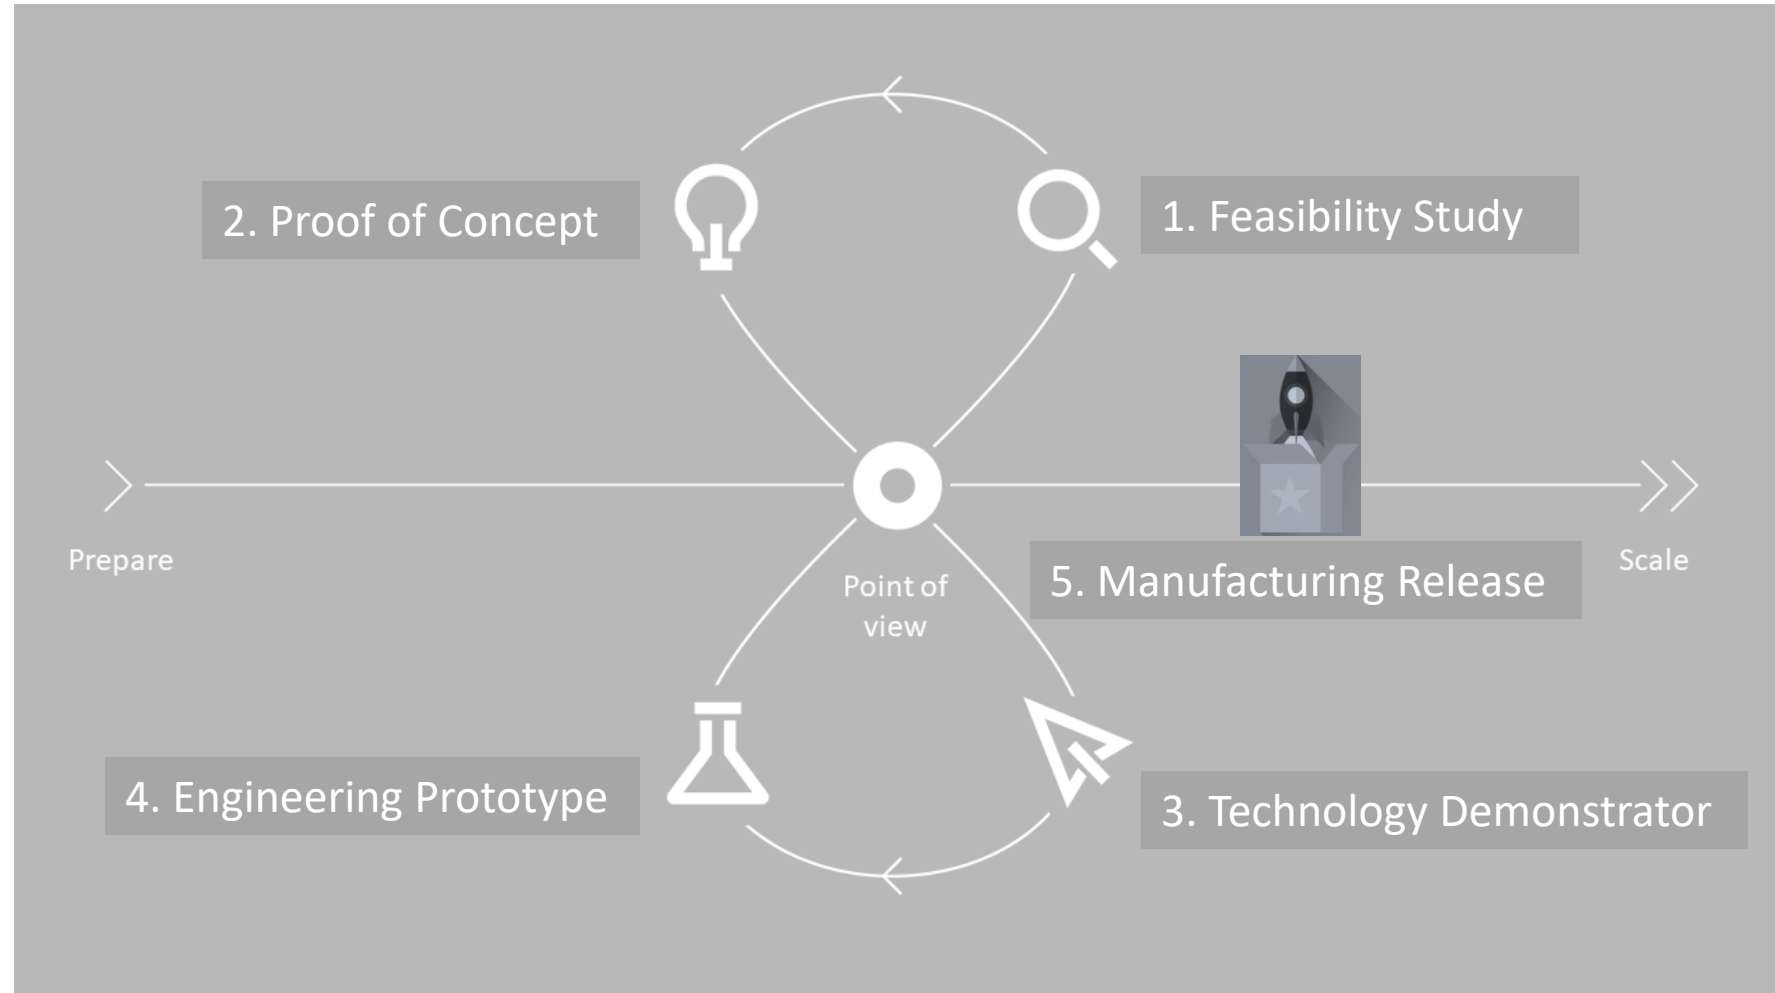 2. Proof of Concept
1. Feasibility Study
Prepare
Point of
view
5. Manufacturing Release
Scale
4. Engineering Prototype
3. Technology Demonstrator